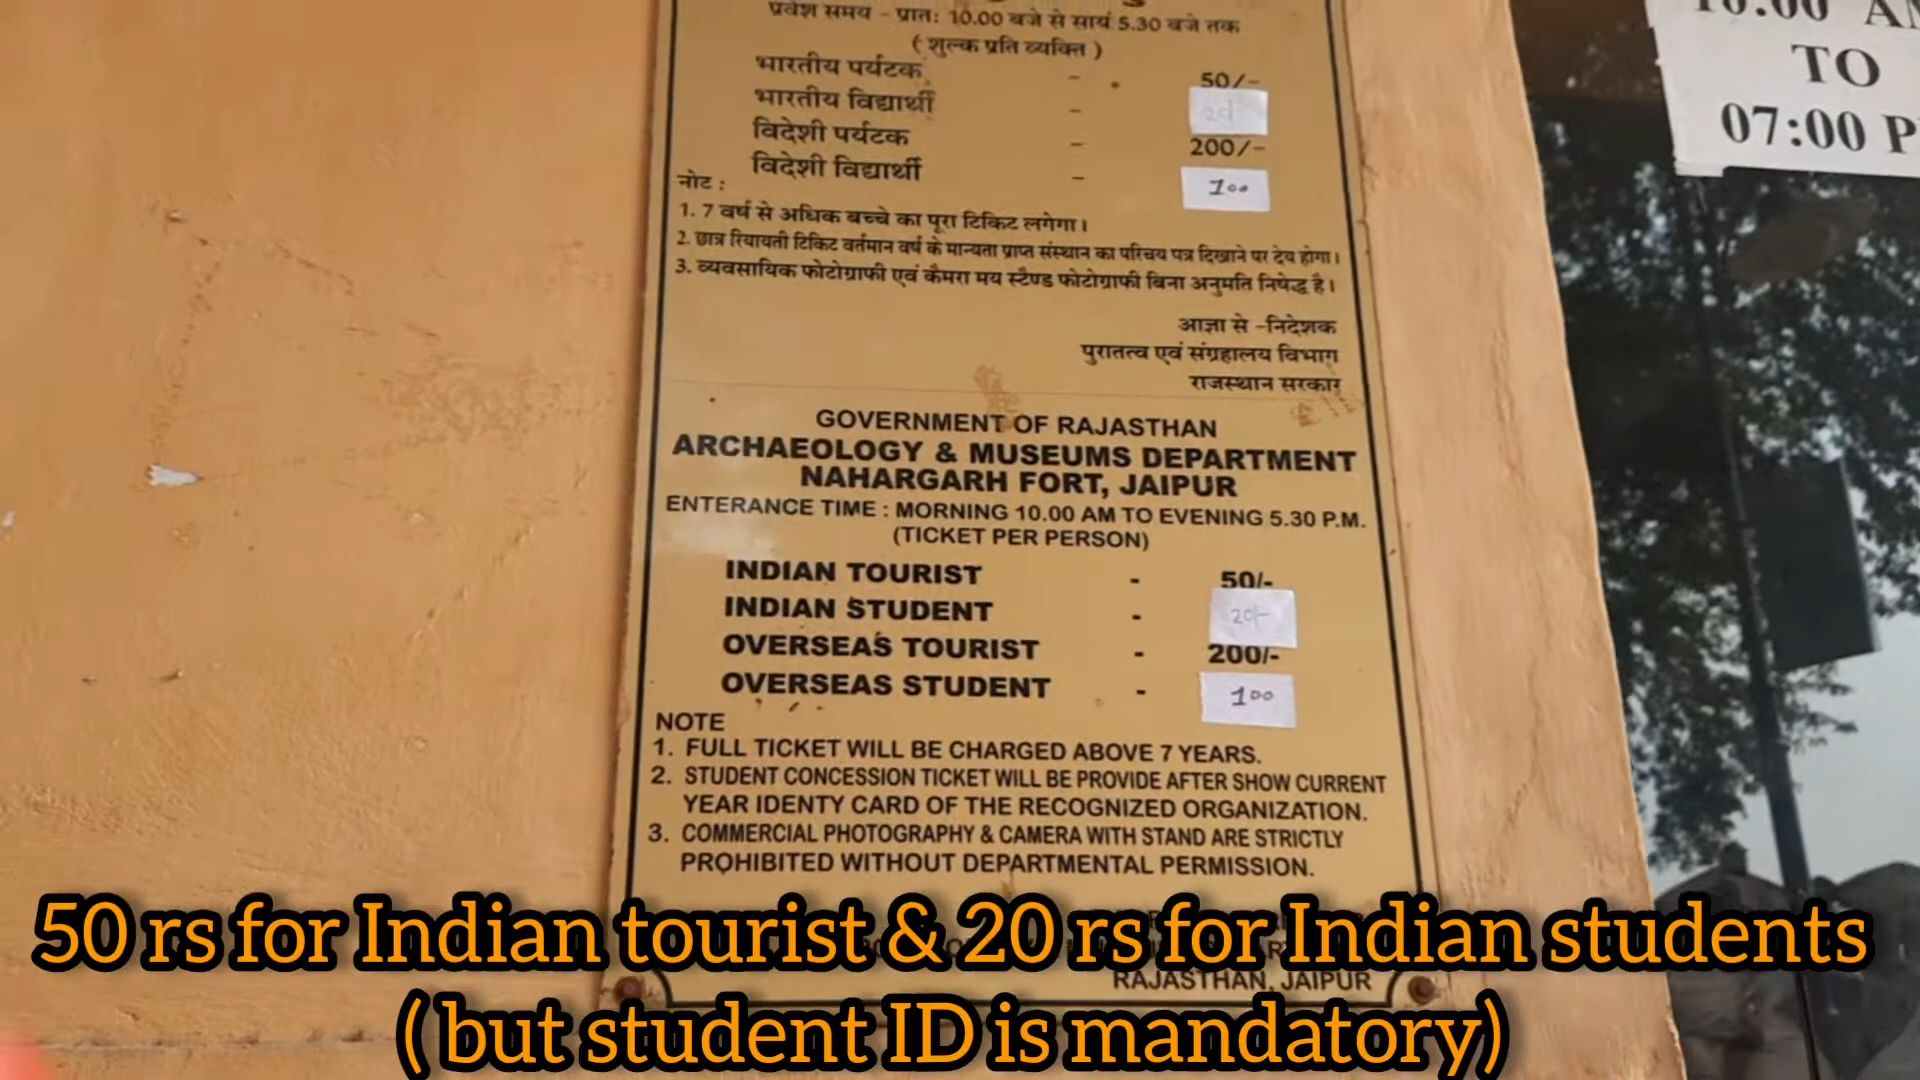 प्रवेश समय - प्रात: 10.00 बजे से सायं 5.30 बजे तक
( शुल्क प्रति व्यक्ति )
भारतीय पर्यटक - 50/-
भारतीय विद्यार्थी - 20/-
विदेशी पर्यटक - 200/-
विदेशी विद्यार्थी - 100
नोट :
1. 7 वर्ष से अधिक बच्चे का पूरा टिकिट लगेगा।
2. छात्र रियायती टिकिट वर्तमान वर्ष के मान्यता प्राप्त संस्थान का परिचय पत्र दिखाने पर देय होगा।
3. व्यवसायिक फोटोग्राफी एवं कैमरा मय स्टैण्ड फोटोग्राफी बिना अनुमति निषेद्ध है।
आज्ञा से -निदेशक
पुरातत्व एवं संग्रहालय विभाग
राजस्थान सरकार
GOVERNMENT OF RAJASTHAN
ARCHAEOLOGY & MUSEUMS DEPARTMENT
NAHARGARH FORT, JAIPUR
ENTERANCE TIME : MORNING 10.00 AM TO EVENING 5.30 P.M.
(TICKET PER PERSON)
INDIAN TOURIST - 50/-
INDIAN STUDENT - 20/-
OVERSEAS TOURIST - 200/-
OVERSEAS STUDENT - 100
NOTE
1. FULL TICKET WILL BE CHARGED ABOVE 7 YEARS.
2. STUDENT CONCESSION TICKET WILL BE PROVIDE AFTER SHOW CURRENT
YEAR IDENTY CARD OF THE RECOGNIZED ORGANIZATION.
3. COMMERCIAL PHOTOGRAPHY & CAMERA WITH STAND ARE STRICTLY
PROHIBITED WITHOUT DEPARTMENTAL PERMISSION.
RAJASTHAN, JAIPUR
10:00 AM
TO
07:00 P
50 rs for Indian tourist & 20 rs for Indian students
( but student ID is mandatory)